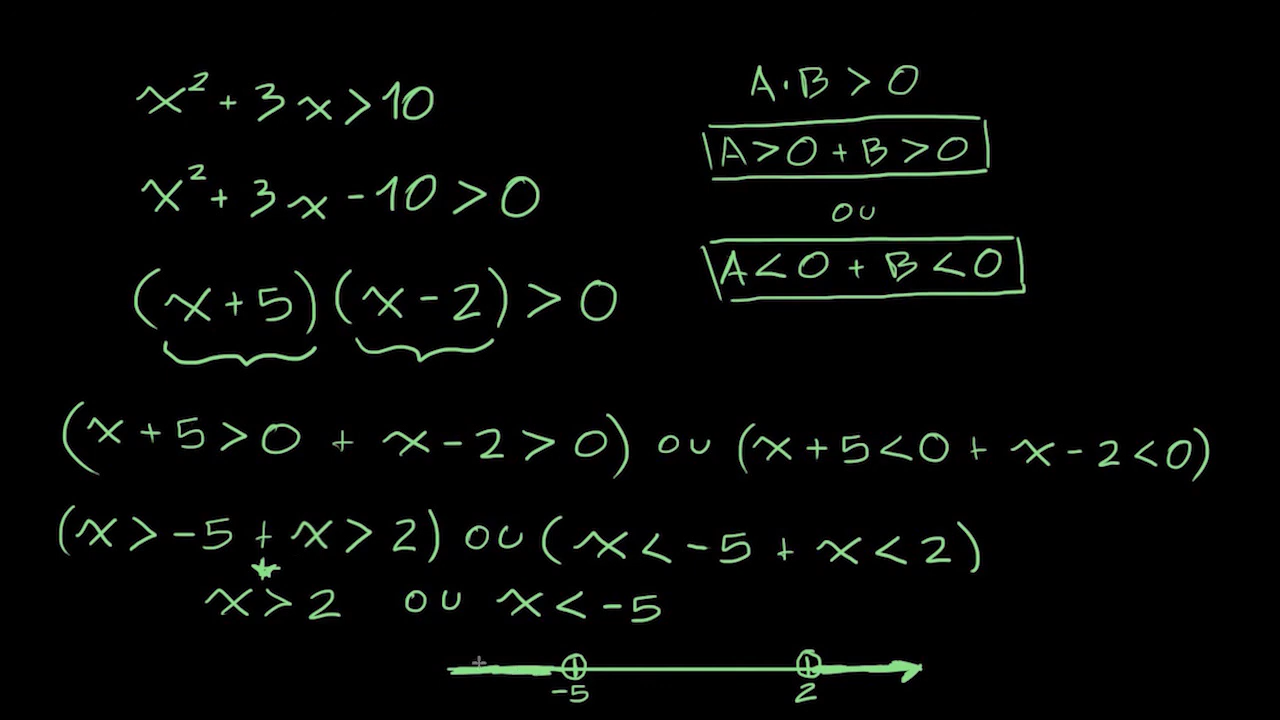 x² + 3x > 10
x² + 3x - 10 > 0
(x + 5)(x - 2) > 0
A · B > 0
A > 0 + B > 0
ou
A < 0 + B < 0
(x + 5 > 0 + x - 2 > 0) ou (x + 5 < 0 + x - 2 < 0)
(x > -5 + x > 2) ou (x < -5 + x < 2)
x > 2 ou x < -5
-5 2